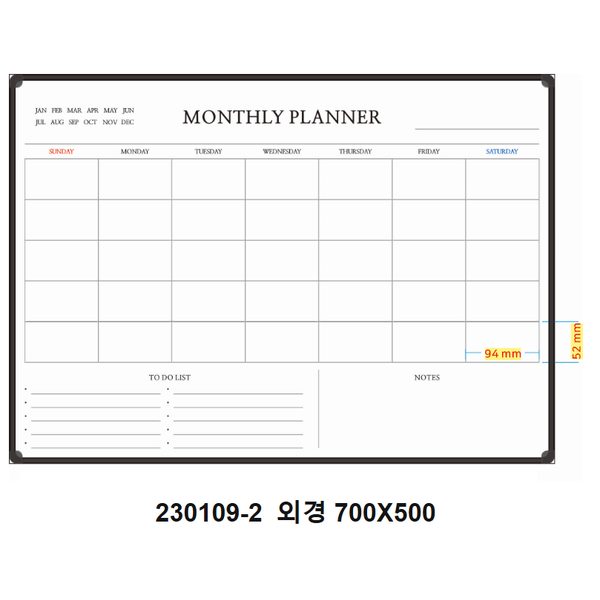 JAN FEB MAR APR MAY JUN
JUL AUG SEP OCT NOV DEC
MONTHLY PLANNER
SUNDAY MONDAY TUESDAY WEDNESDAY THURSDAY FRIDAY SATURDAY
94 mm
52 mm
TO DO LIST
NOTES
230109-2 외경 700X500